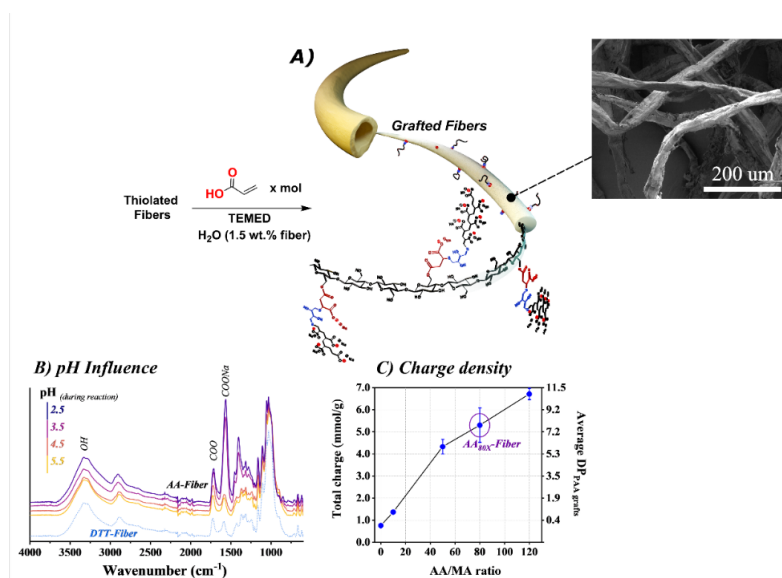 A)
Grafted Fibers
200 um
O
HO
x mol
Thiolated
Fibers
TEMED
H₂O (1.5 wt.% fiber)
B) pH Influence
pH (during reaction)
2.5
3.5
4.5
5.5
OH
COO
COONa
AA-Fiber
DTT-Fiber
4000 3500 3000 2500 2000 1500 1000
Wavenumber (cm⁻¹)
C) Charge density
Total charge (mmol/g)
7.0
6.0
5.0
4.0
3.0
2.0
1.0
0.0
AA₈₀ₓ-Fiber
11.5
9.2
7.2
5.3
3.5
1.9
0.4
Average DP PAA grafts
0 20 40 60 80 100 120
AA/MA ratio